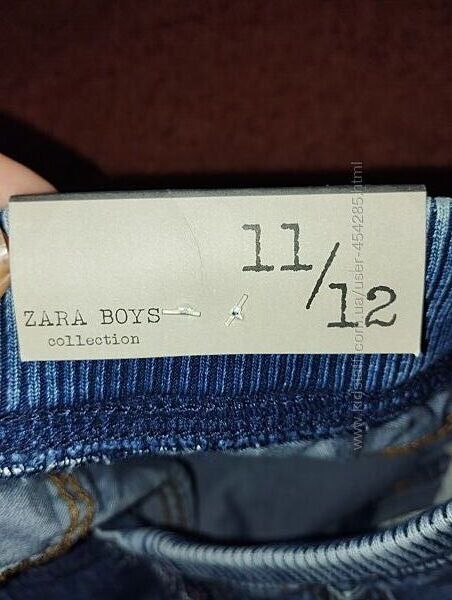 11/12
ZARA BOYS
collection
www.kidstaff.com.ua/user-454285.html